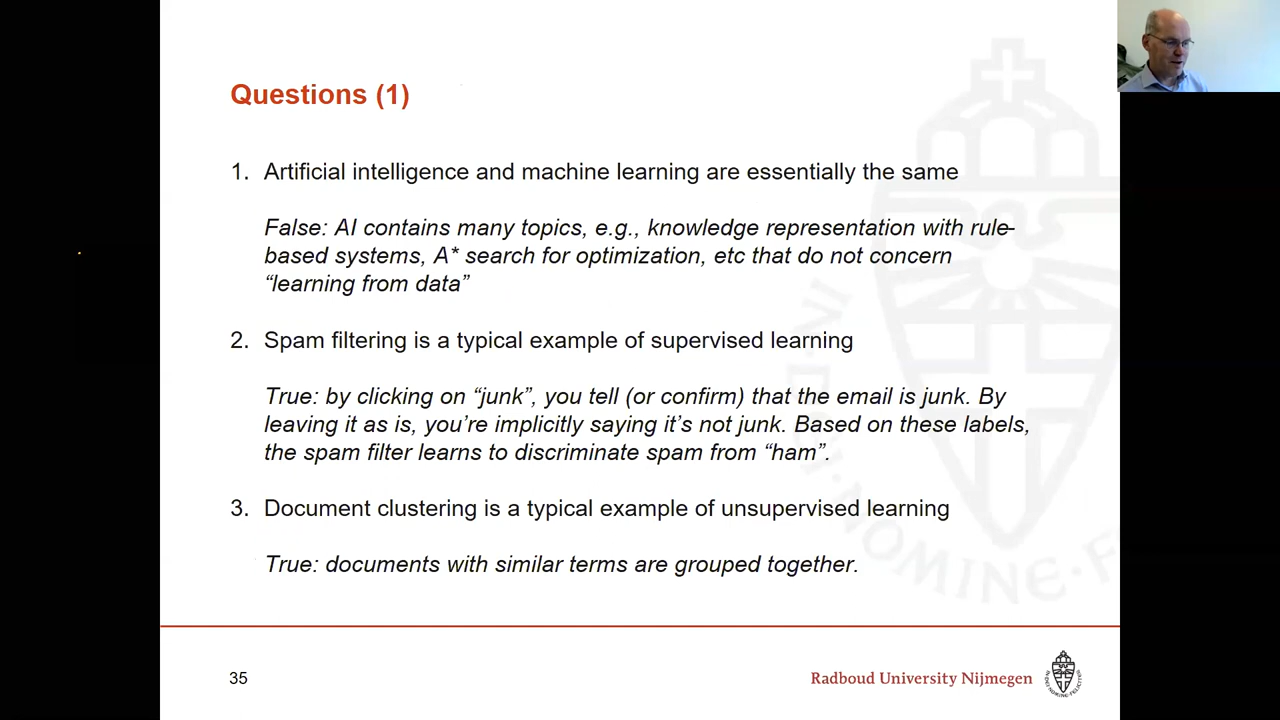 Questions (1)
1. Artificial intelligence and machine learning are essentially the same
False: AI contains many topics, e.g., knowledge representation with rule-
based systems, A* search for optimization, etc that do not concern
“learning from data”
2. Spam filtering is a typical example of supervised learning
True: by clicking on “junk”, you tell (or confirm) that the email is junk. By
leaving it as is, you’re implicitly saying it’s not junk. Based on these labels,
the spam filter learns to discriminate spam from “ham”.
3. Document clustering is a typical example of unsupervised learning
True: documents with similar terms are grouped together.
35
Radboud University Nijmegen